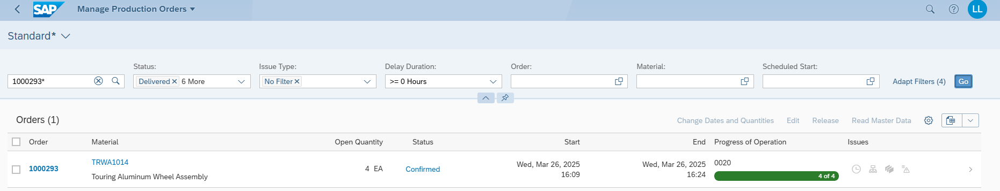 SAP Manage Production Orders
LL
Standard*
Status: Issue Type: Delay Duration: Order: Material: Scheduled Start:
1000293* Delivered 6 More No Filter >= 0 Hours Adapt Filters (4) Go
Orders (1) Change Dates and Quantities Edit Release Read Master Data
Order Material Open Quantity Status Start End Progress of Operation Issues
1000293 TRWA1014 4 EA Confirmed Wed, Mar 26, 2025 Wed, Mar 26, 2025 0020
Touring Aluminum Wheel Assembly 16:09 16:24 4 of 4